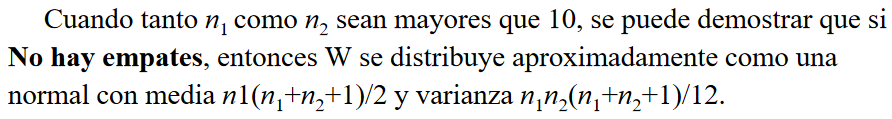 Cuando tanto n₁ como n₂ sean mayores que 10, se puede demostrar que si
No hay empates, entonces W se distribuye aproximadamente como una
normal con media n1(n₁+n₂+1)/2 y varianza n₁n₂(n₁+n₂+1)/12.